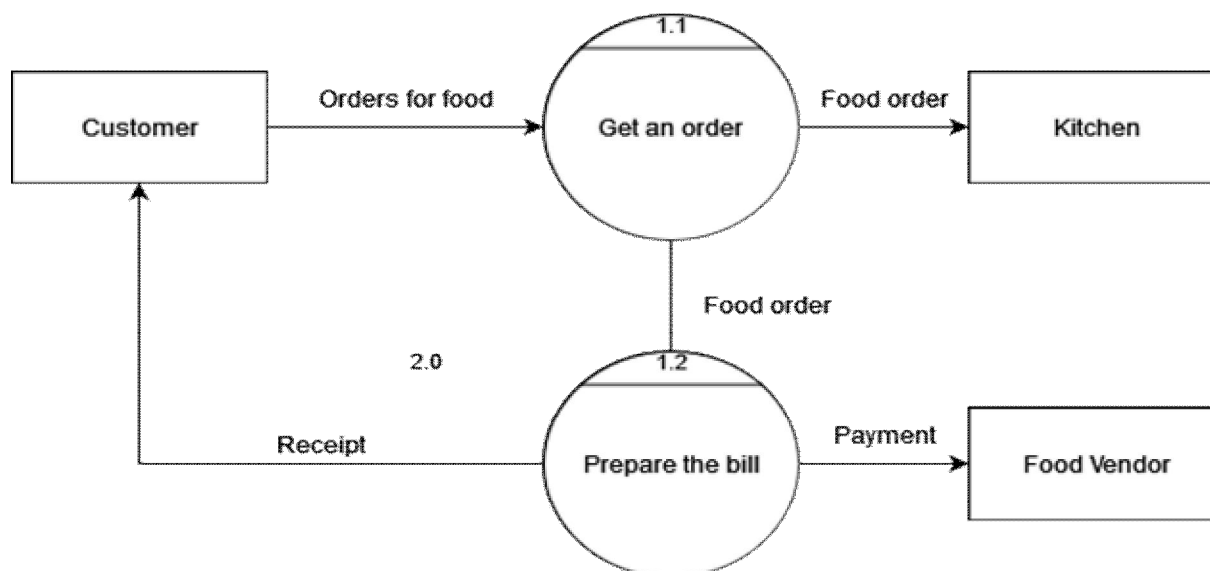 1.1
Customer
Orders for food
Get an order
Food order
Kitchen
Food order
2.0
1.2
Receipt
Prepare the bill
Payment
Food Vendor